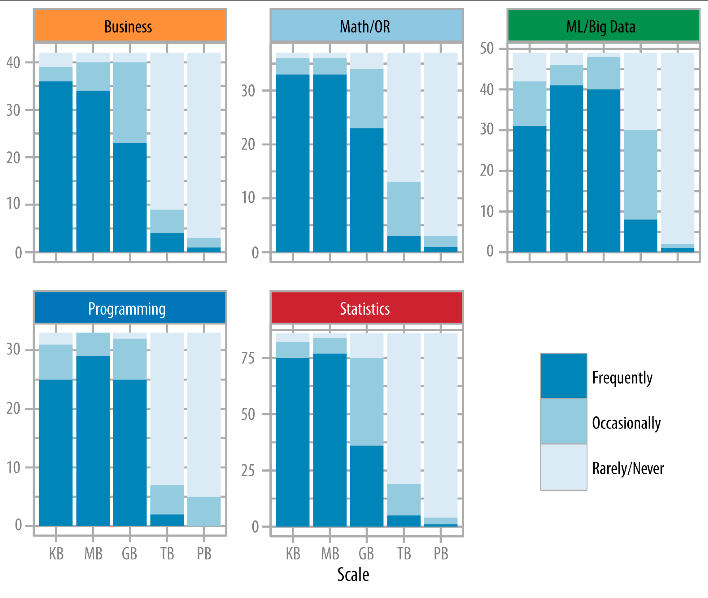 Business
Math/OR
ML/Big Data
40
30
20
10
0
30
20
10
0
50
40
30
20
10
0
Programming
Statistics
30
20
10
0
75
50
25
0
Frequently
Occasionally
Rarely/Never
KB MB GB TB PB
KB MB GB TB PB
Scale